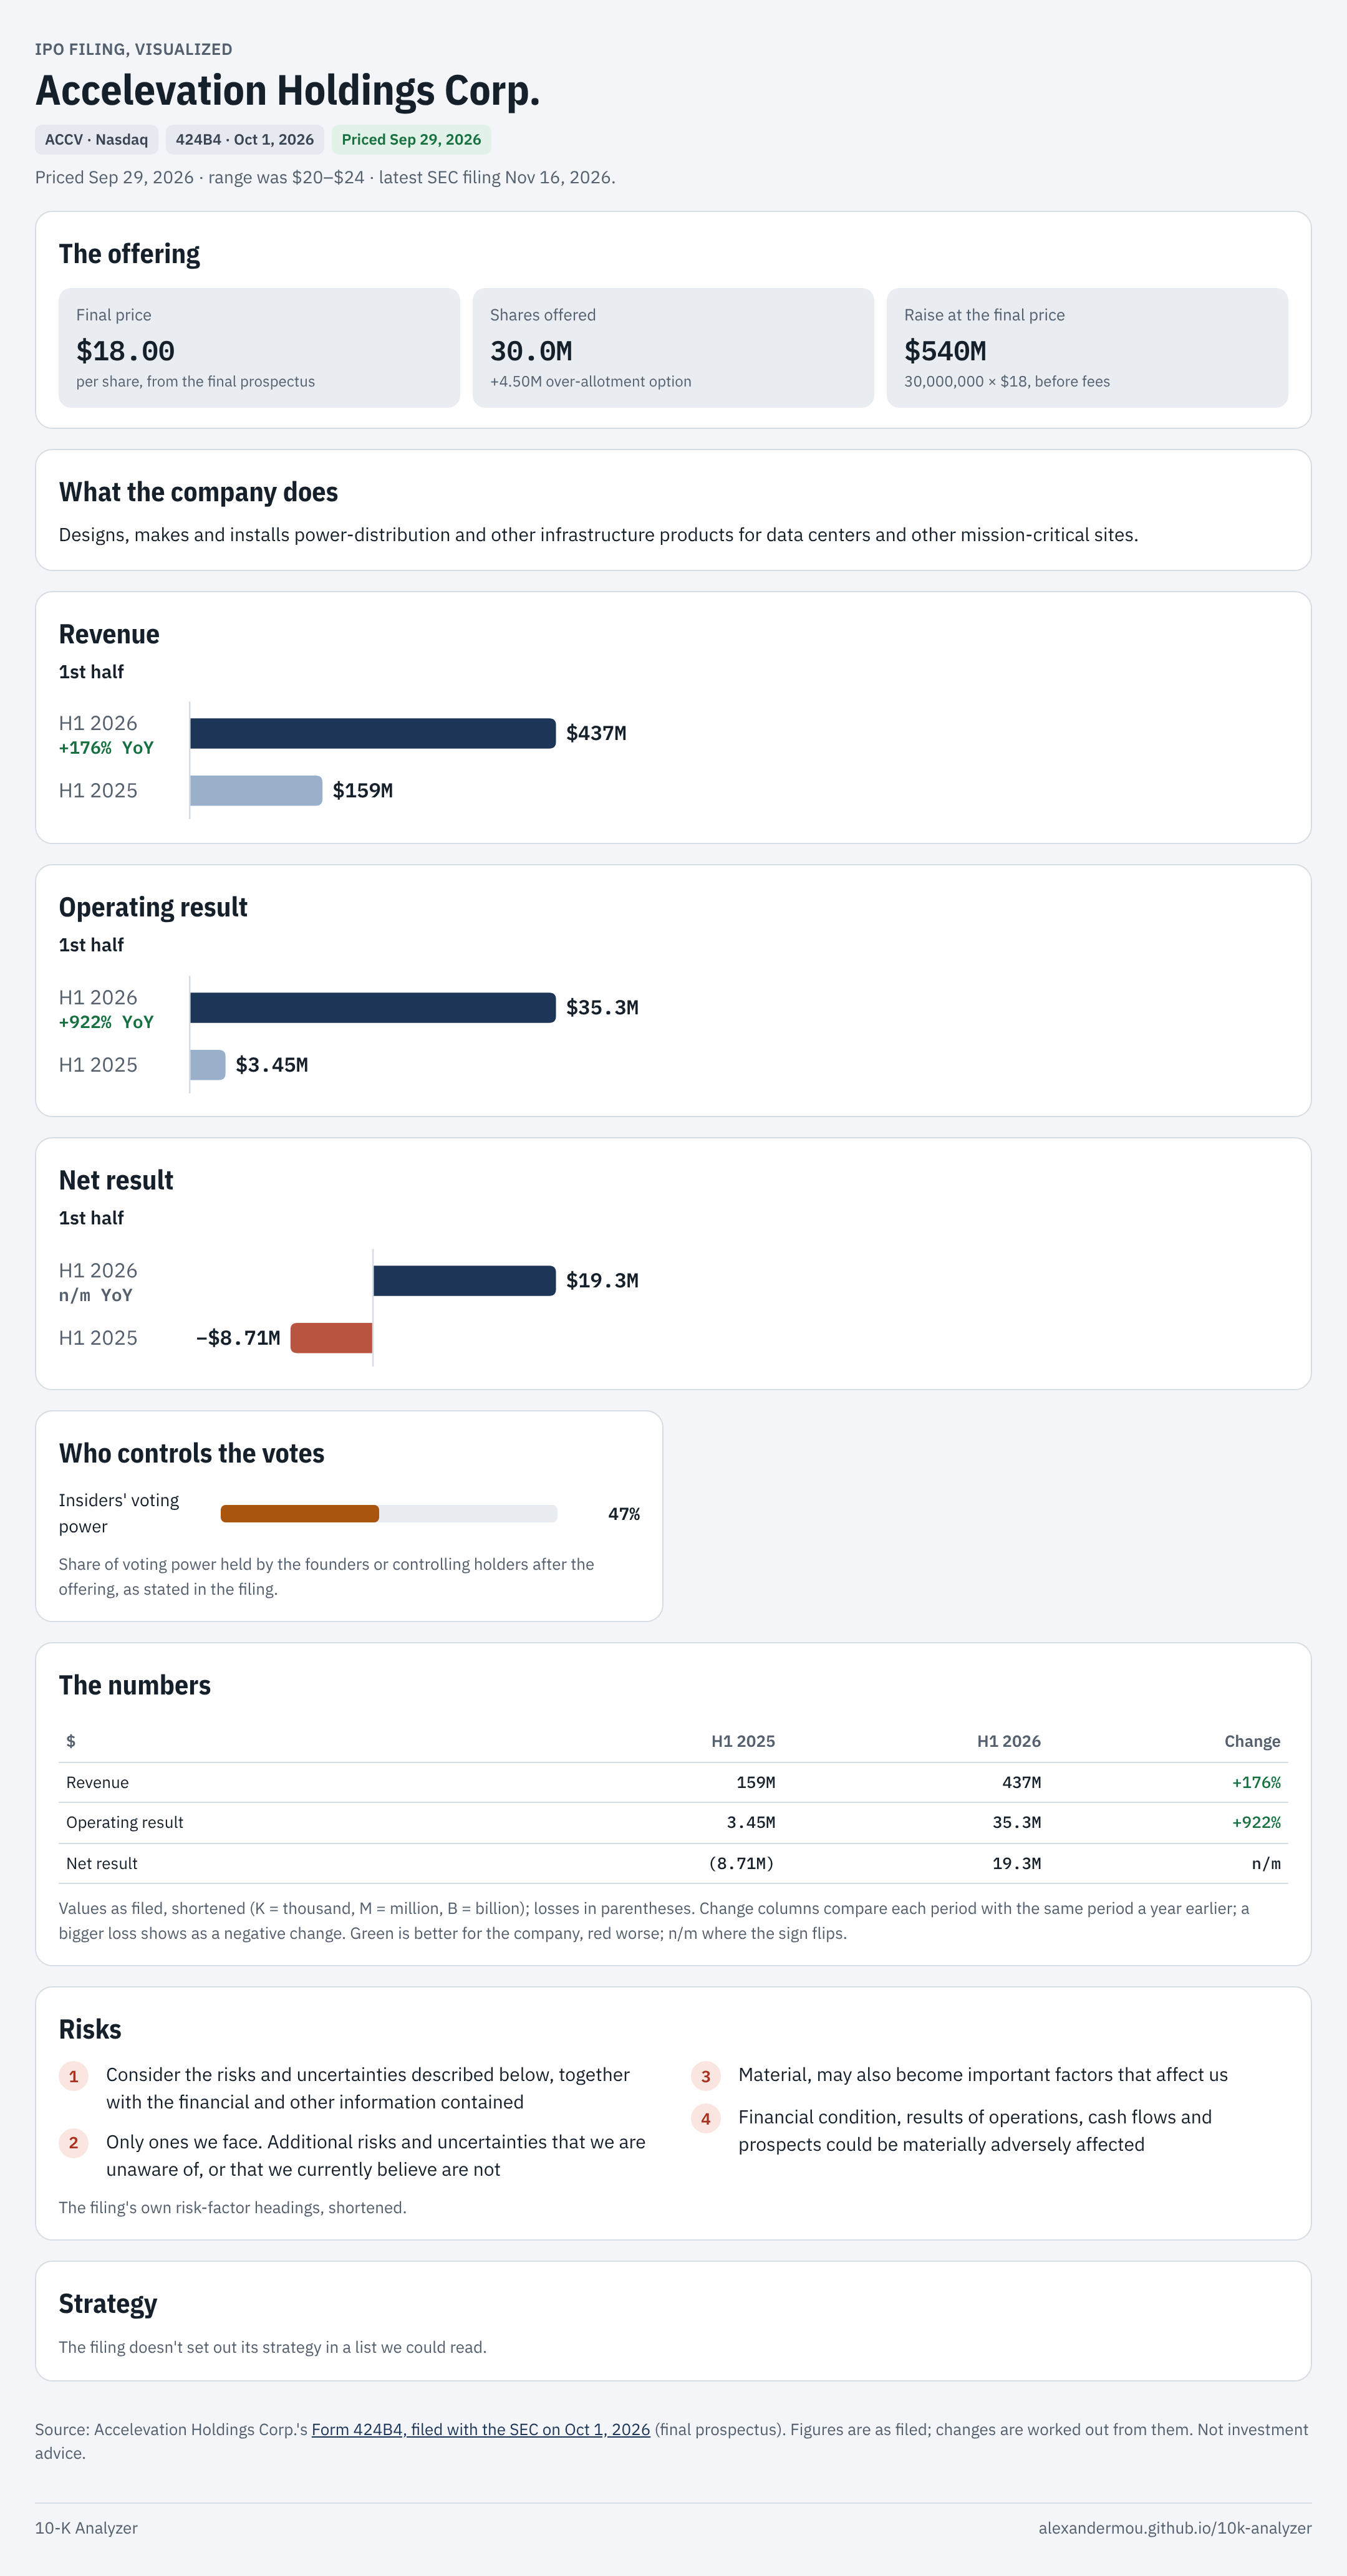 IPO FILING, VISUALIZED
Accelevation Holdings Corp.
ACCV · Nasdaq
424B4 · Oct 1, 2026
Priced Sep 29, 2026
Priced Sep 29, 2026 · range was $20–$24 · latest SEC filing Nov 16, 2026.
The offering
Final price
$18.00
per share, from the final prospectus
Shares offered
30.0M
+4.50M over-allotment option
Raise at the final price
$540M
30,000,000 × $18, before fees
What the company does
Designs, makes and installs power-distribution and other infrastructure products for data centers and other mission-critical sites.
Revenue
1st half
H1 2026
+176% YoY
$437M
H1 2025
$159M
Operating result
1st half
H1 2026
+922% YoY
$35.3M
H1 2025
$3.45M
Net result
1st half
H1 2026
n/m YoY
$19.3M
H1 2025
−$8.71M
Who controls the votes
Insiders' voting
power
47%
Share of voting power held by the founders or controlling holders after the
offering, as stated in the filing.
The numbers
$ H1 2025 H1 2026 Change
Revenue 159M 437M +176%
Operating result 3.45M 35.3M +922%
Net result (8.71M) 19.3M n/m
Values as filed, shortened (K = thousand, M = million, B = billion); losses in parentheses. Change columns compare each period with the same period a year earlier; a
bigger loss shows as a negative change. Green is better for the company, red worse; n/m where the sign flips.
Risks
1 Consider the risks and uncertainties described below, together
with the financial and other information contained
2 Only ones we face. Additional risks and uncertainties that we are
unaware of, or that we currently believe are not
3 Material, may also become important factors that affect us
4 Financial condition, results of operations, cash flows and
prospects could be materially adversely affected
The filing's own risk-factor headings, shortened.
Strategy
The filing doesn't set out its strategy in a list we could read.
Source: Accelevation Holdings Corp.'s Form 424B4, filed with the SEC on Oct 1, 2026 (final prospectus). Figures are as filed; changes are worked out from them. Not investment
advice.
10-K Analyzer
alexandermou.github.io/10k-analyzer